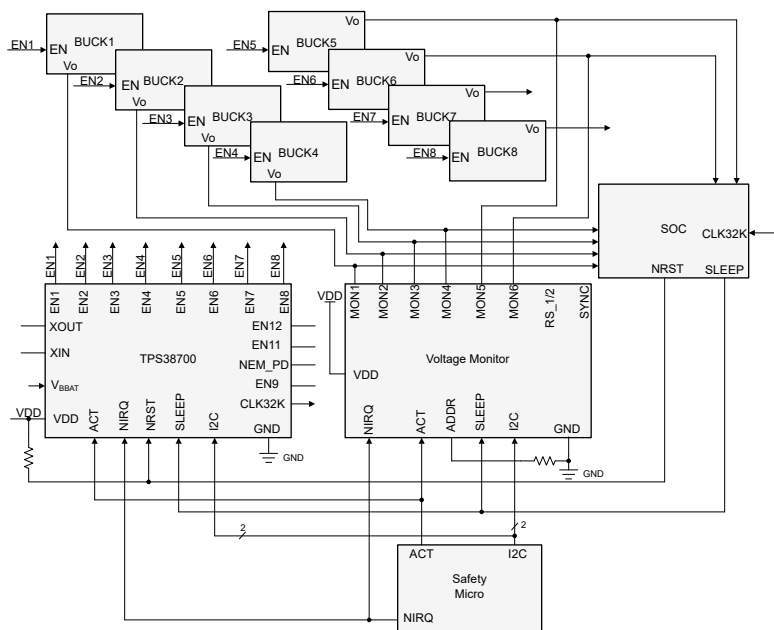 EN1
EN
BUCK1
Vo
EN2
EN
BUCK2
Vo
EN3
EN
BUCK3
Vo
EN4
EN
BUCK4
Vo
EN5
EN
BUCK5
Vo
EN6
EN
BUCK6
Vo
EN7
EN
BUCK7
Vo
EN8
EN
BUCK8
Vo
SOC
CLK32K
NRST
SLEEP
EN1
EN2
EN3
EN4
EN5
EN6
EN7
EN8
EN1
EN2
EN3
EN4
EN5
EN6
EN7
EN8
XOUT
XIN
VBBAT
VDD
VDD
TPS38700
EN12
EN11
NEM_PD
EN9
CLK32K
GND
ACT
NIRQ
NRST
SLEEP
I2C
GND
VDD
MON1
MON2
MON3
MON4
MON5
MON6
RS_1/2
SYNC
Voltage Monitor
VDD
NIRQ
ACT
ADDR
SLEEP
I2C
GND
GND
2
2
ACT
I2C
Safety
Micro
NIRQ